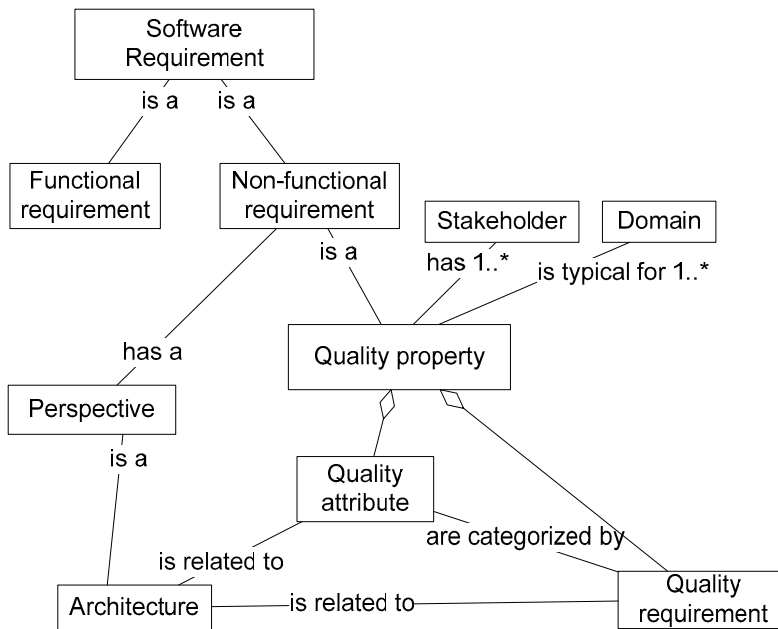 Software
Requirement
is a
is a
Functional
requirement
Non-functional
requirement
Stakeholder
Domain
is a
has 1..*
is typical for 1..*
has a
Quality property
Perspective
is a
Quality
attribute
are categorized by
is related to
Architecture
is related to
Quality
requirement